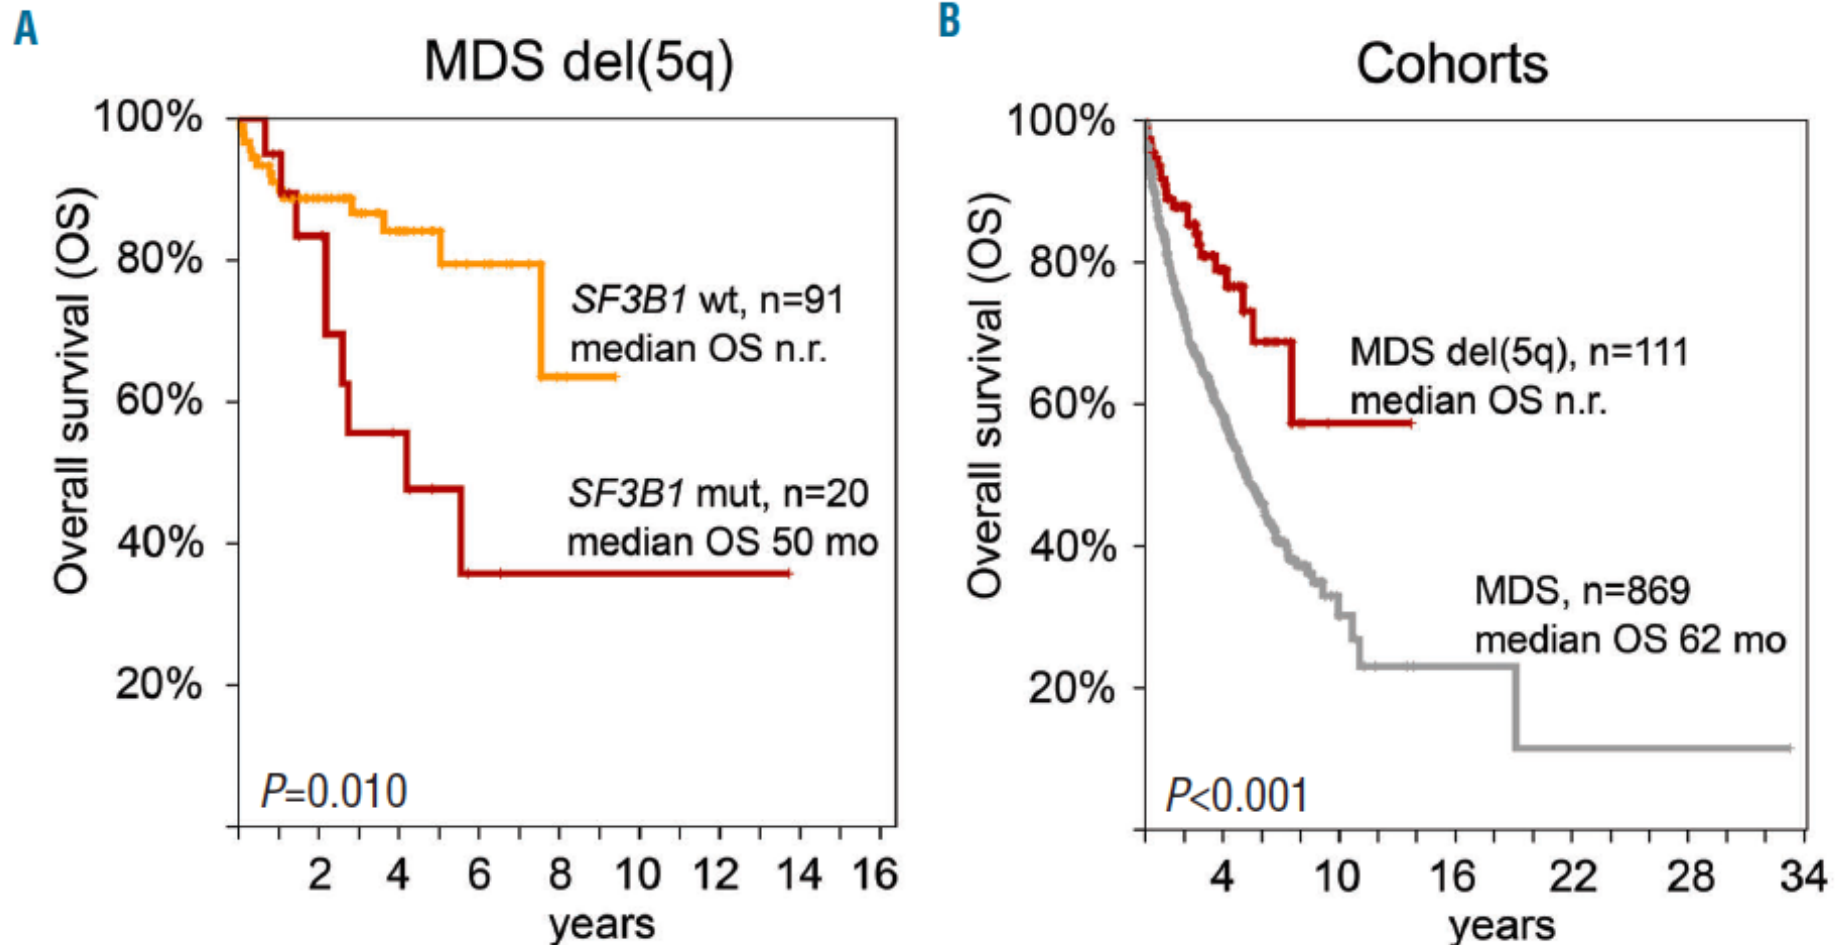 A
MDS del(5q)
Overall survival (OS)
100%
80%
60%
40%
20%
SF3B1 wt, n=91
median OS n.r.
SF3B1 mut, n=20
median OS 50 mo
P=0.010
2 4 6 8 10 12 14 16
years
B
Cohorts
Overall survival (OS)
100%
80%
60%
40%
20%
MDS del(5q), n=111
median OS n.r.
MDS, n=869
median OS 62 mo
P<0.001
4 10 16 22 28 34
years